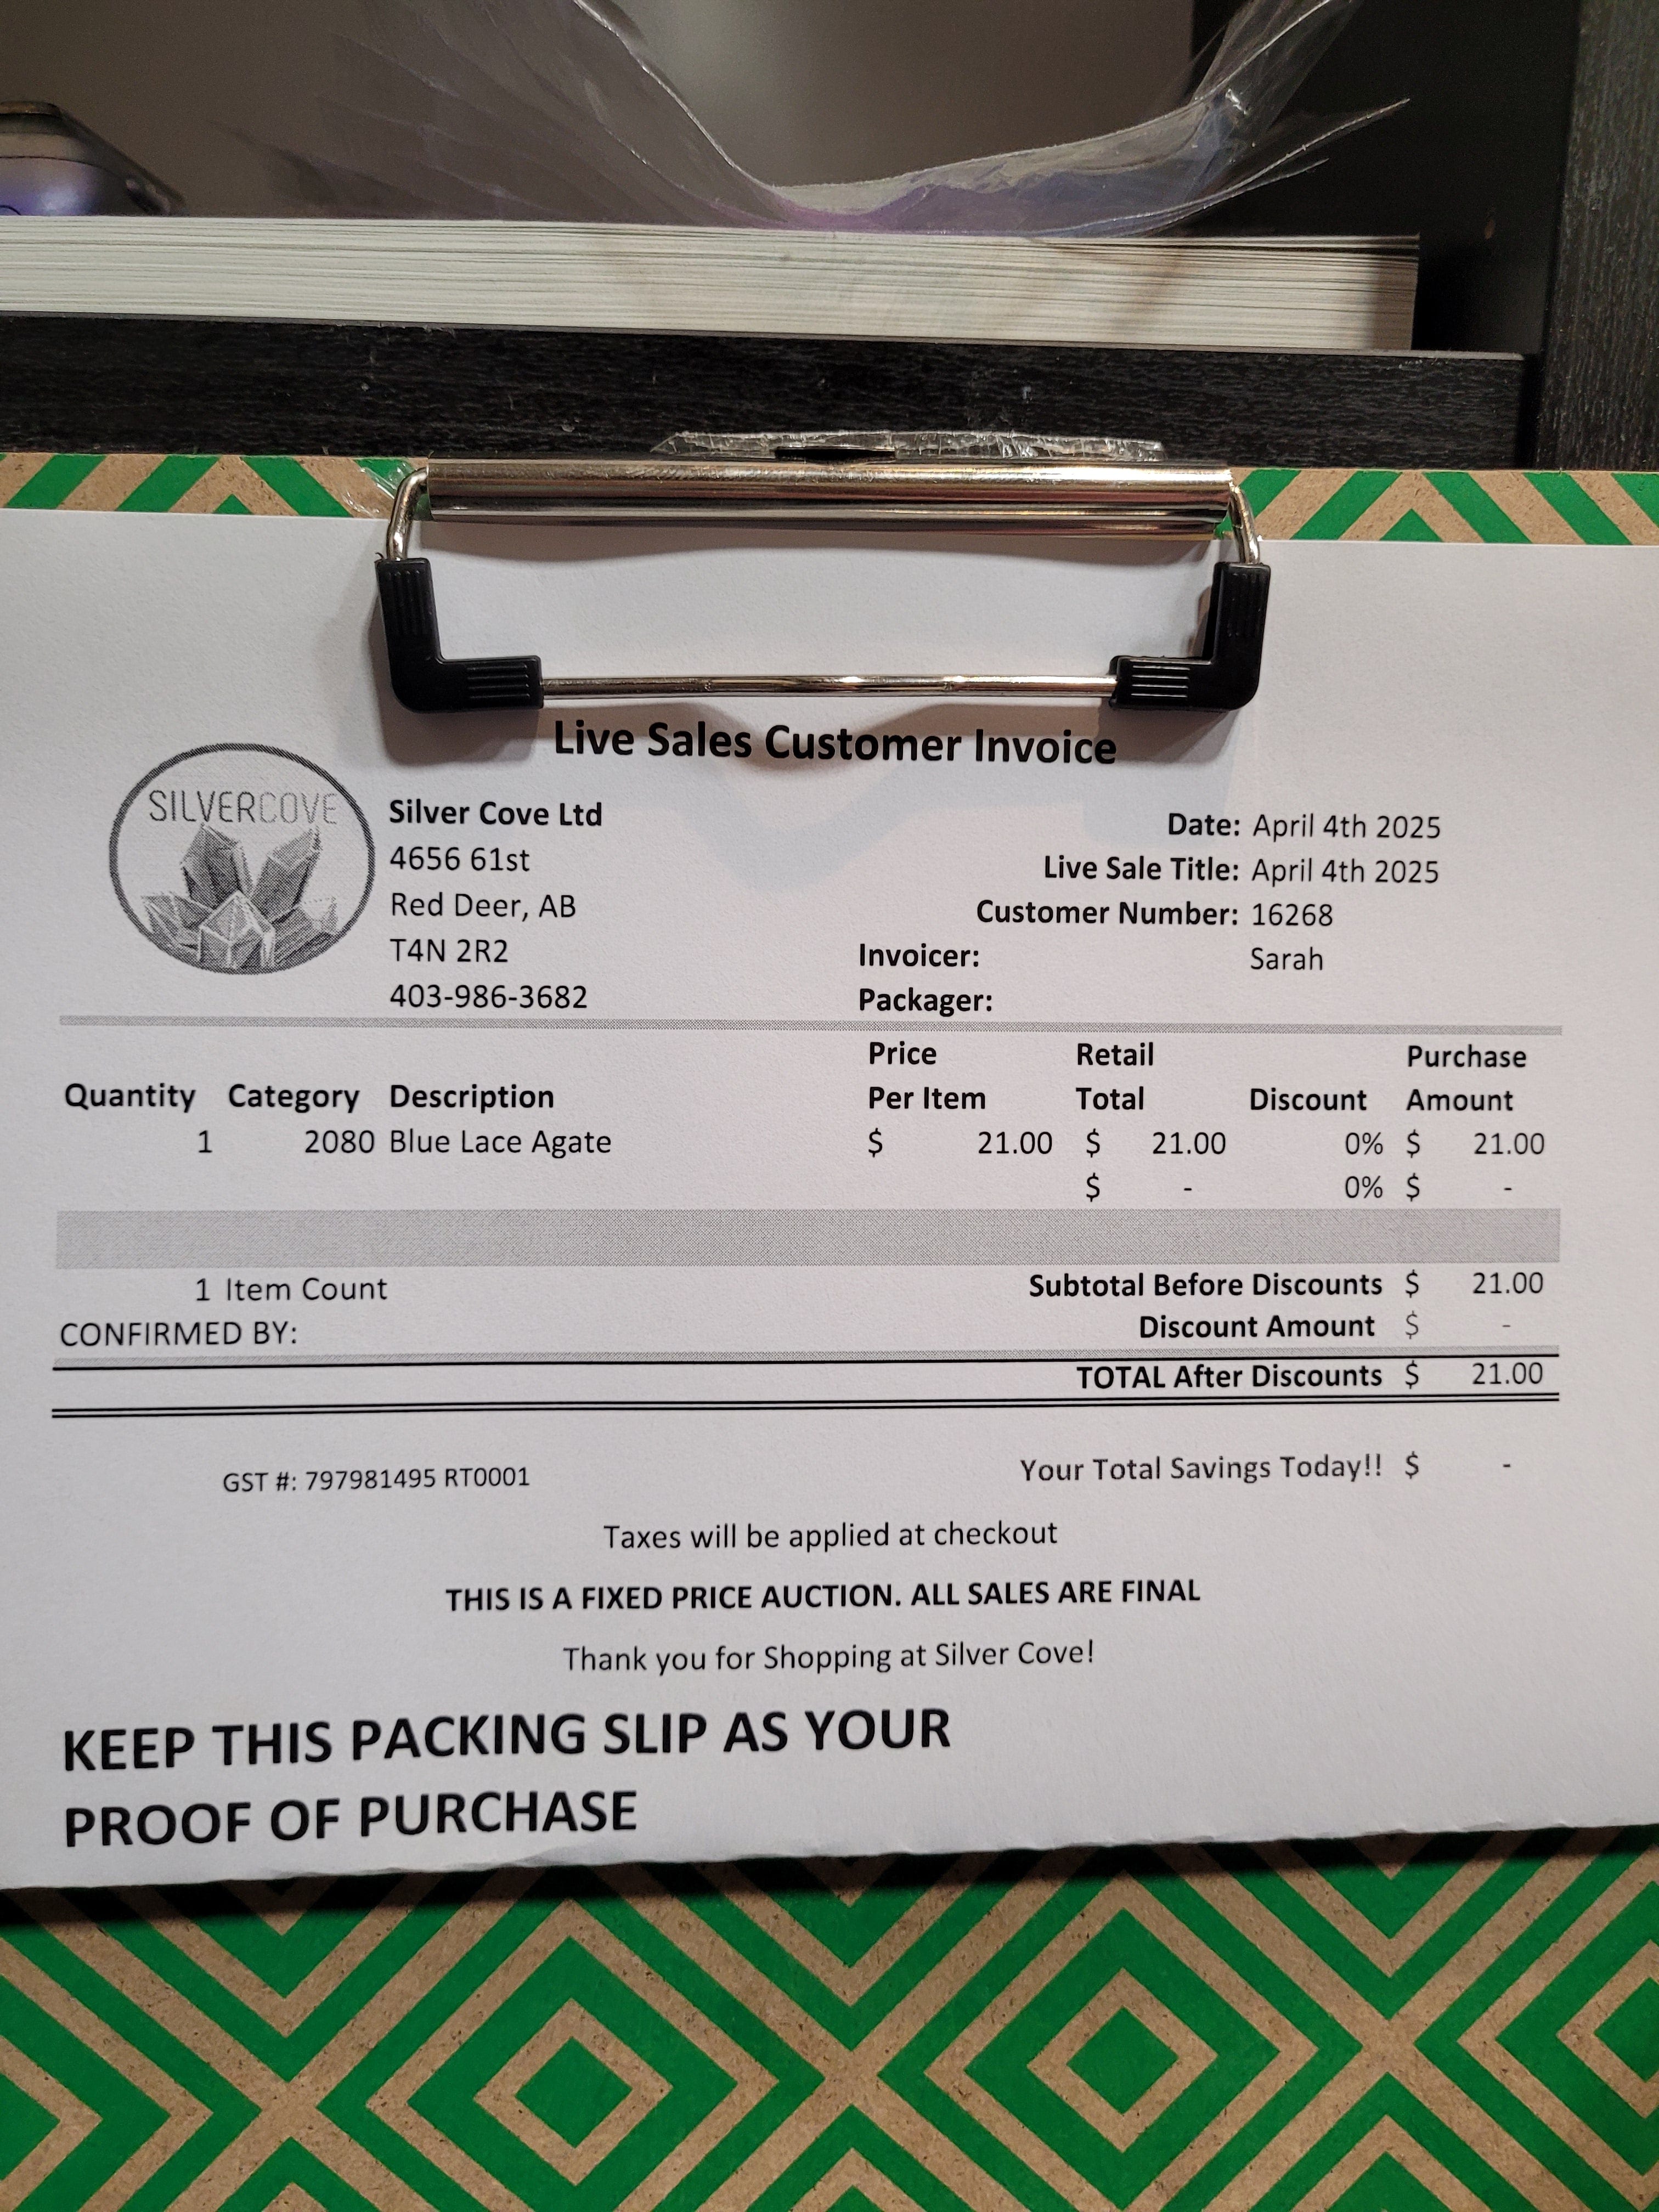 Live Sales Customer Invoice
SILVERCOVE
Silver Cove Ltd
4656 61st
Red Deer, AB
T4N 2R2
403-986-3682
Date: April 4th 2025
Live Sale Title: April 4th 2025
Customer Number: 16268
Invoicer: Sarah
Packager:
Quantity Category Description Price Per Item Retail Total Discount Purchase Amount
1 2080 Blue Lace Agate $ 21.00 $ 21.00 0% $ 21.00
$ - 0% $ -
1 Item Count Subtotal Before Discounts $ 21.00
CONFIRMED BY: Discount Amount $ -
TOTAL After Discounts $ 21.00
GST #: 797981495 RT0001 Your Total Savings Today!! $ -
Taxes will be applied at checkout
THIS IS A FIXED PRICE AUCTION. ALL SALES ARE FINAL
Thank you for Shopping at Silver Cove!
KEEP THIS PACKING SLIP AS YOUR
PROOF OF PURCHASE